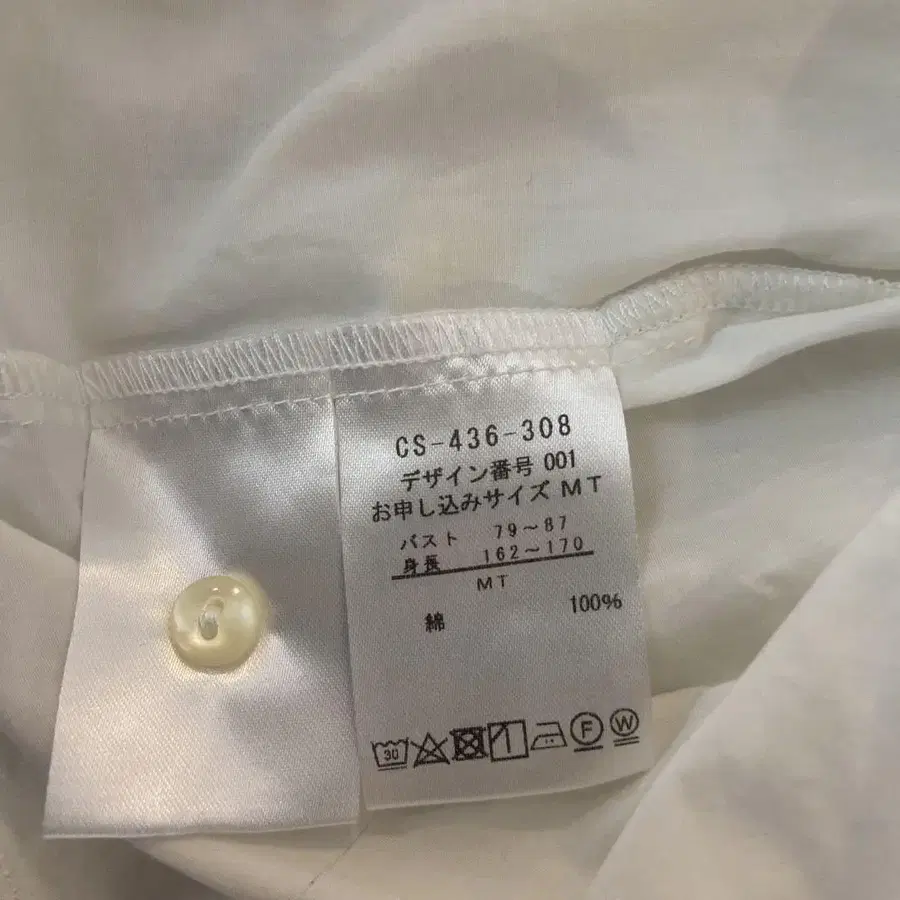 CS-436-308
デザイン番号 001
お申し込みサイズ MT
バスト 79～87
身長 162～170
MT
綿 100%
30 F W